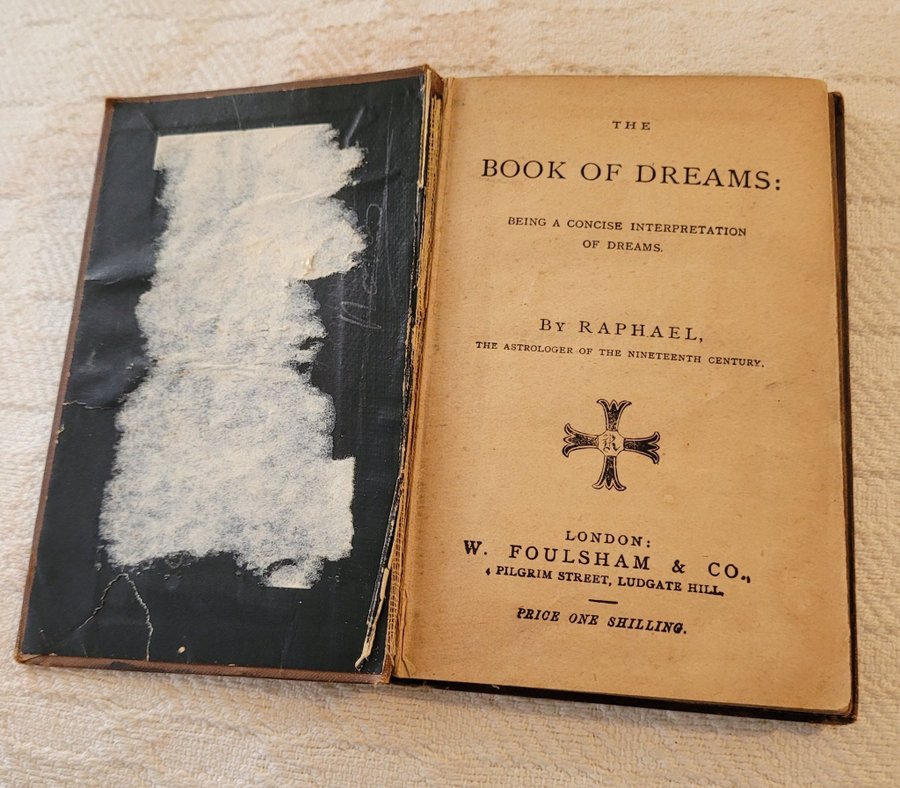 THE
BOOK OF DREAMS:
BEING A CONCISE INTERPRETATION
OF DREAMS.
BY RAPHAEL,
THE ASTROLOGER OF THE NINETEENTH CENTURY.
R
LONDON:
W. FOULSHAM & CO.,
4 PILGRIM STREET, LUDGATE HILL.
PRICE ONE SHILLING.